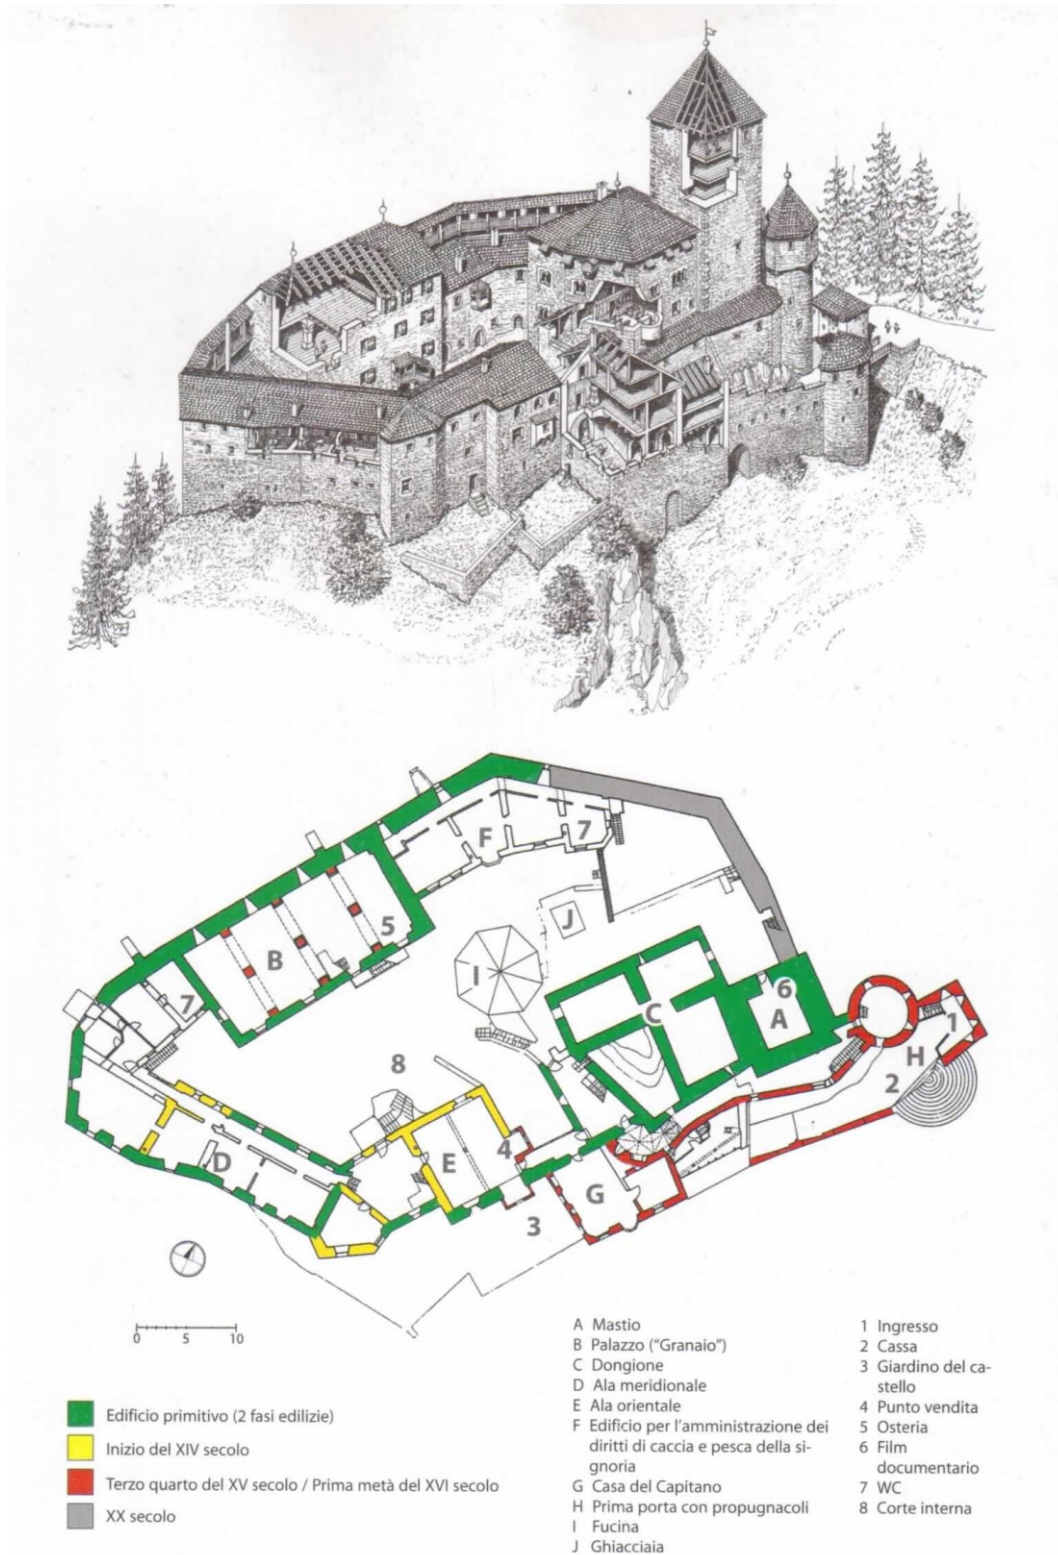 F
7
J
5
B
I
6
A
7
C
1
H
8
2
4
E
D
G
3
0 5 10
A Mastio
B Palazzo ("Granaio")
C Dongione
D Ala meridionale
E Ala orientale
F Edificio per l'amministrazione dei
diritti di caccia e pesca della si-
gnoria
G Casa del Capitano
H Prima porta con propugnacoli
I Fucina
J Ghiacciaia
1 Ingresso
2 Cassa
3 Giardino del ca-
stello
4 Punto vendita
5 Osteria
6 Film
documentario
7 WC
8 Corte interna
Edificio primitivo (2 fasi edilizie)
Inizio del XIV secolo
Terzo quarto del XV secolo / Prima metà del XVI secolo
XX secolo